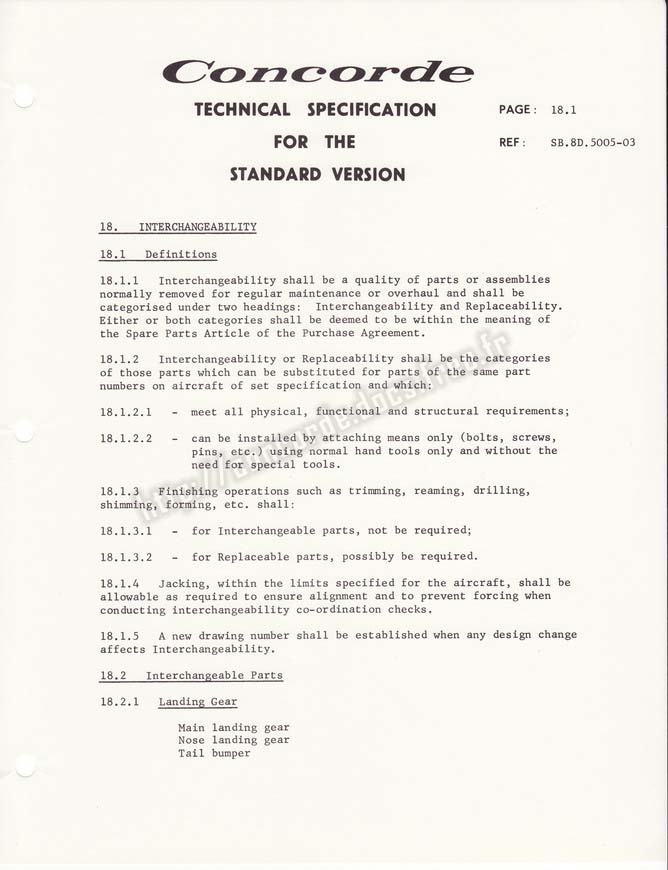 Concorde
TECHNICAL SPECIFICATION
FOR THE
STANDARD VERSION
PAGE: 18.1
REF: SB.8D.5005-03
18. INTERCHANGEABILITY
18.1 Definitions
18.1.1 Interchangeability shall be a quality of parts or assemblies
normally removed for regular maintenance or overhaul and shall be
categorised under two headings: Interchangeability and Replaceability.
Either or both categories shall be deemed to be within the meaning of
the Spare Parts Article of the Purchase Agreement.
18.1.2 Interchangeability or Replaceability shall be the categories
of those parts which can be substituted for parts of the same part
numbers on aircraft of set specification and which:
18.1.2.1 - meet all physical, functional and structural requirements;
18.1.2.2 - can be installed by attaching means only (bolts, screws,
pins, etc.) using normal hand tools only and without the
need for special tools.
18.1.3 Finishing operations such as trimming, reaming, drilling,
shimming, forming, etc. shall:
18.1.3.1 - for Interchangeable parts, not be required;
18.1.3.2 - for Replaceable parts, possibly be required.
18.1.4 Jacking, within the limits specified for the aircraft, shall be
allowable as required to ensure alignment and to prevent forcing when
conducting interchangeability co-ordination checks.
18.1.5 A new drawing number shall be established when any design change
affects Interchangeability.
18.2 Interchangeable Parts
18.2.1 Landing Gear
Main landing gear
Nose landing gear
Tail bumper
http://concorde.docs.free.fr